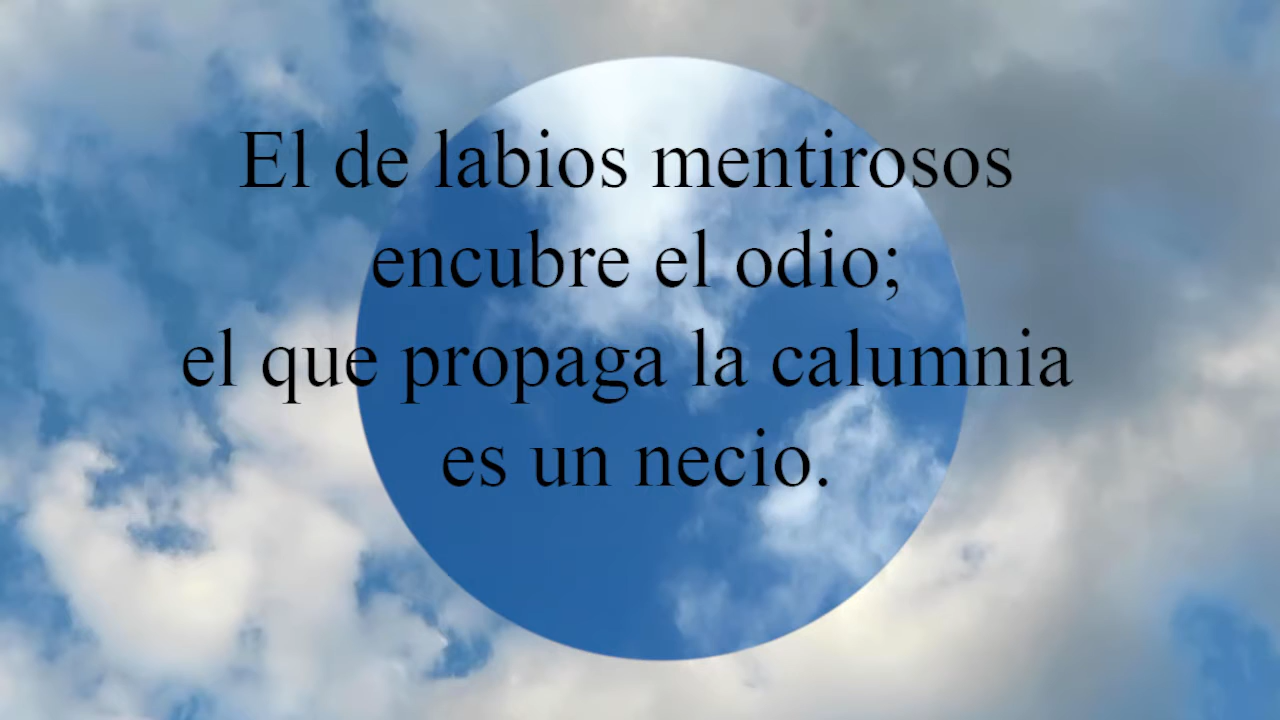 El de labios mentirosos
encubre el odio;
el que propaga la calumnia
es un necio.